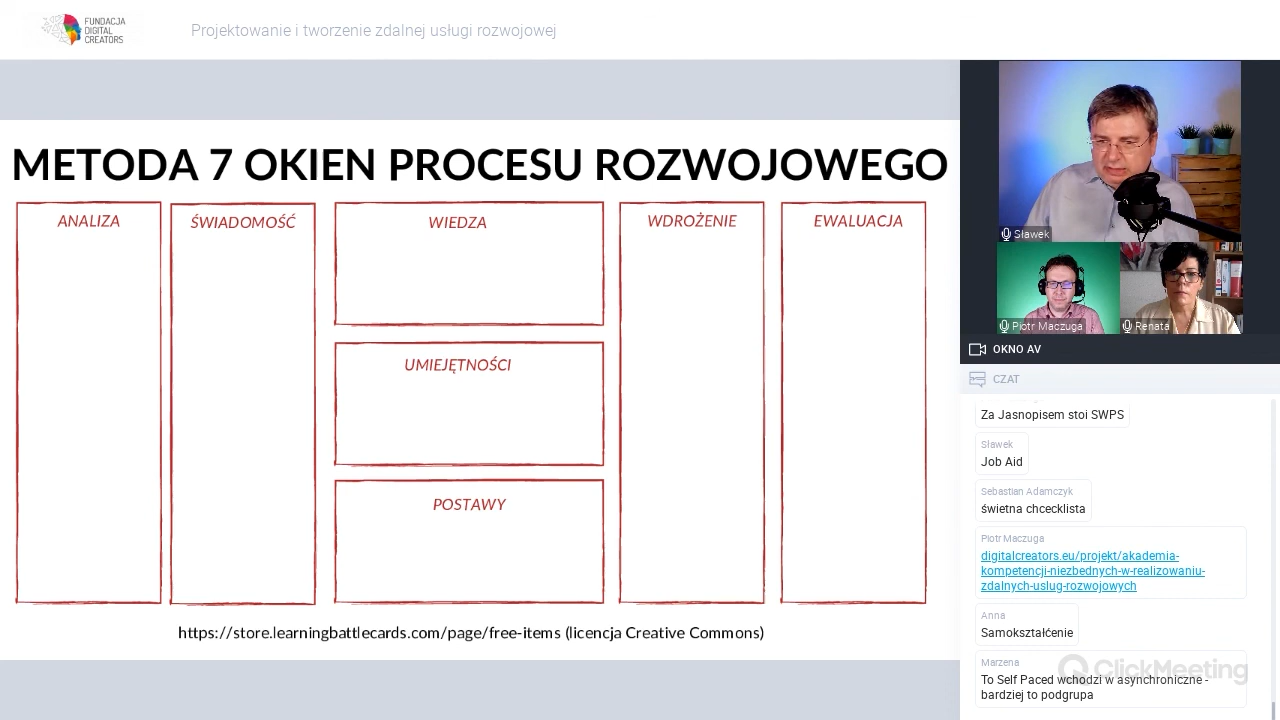 FUNDACJA
DIGITAL
CREATORS
Projektowanie i tworzenie zdalnej usługi rozwojowej
METODA 7 OKIEN PROCESU ROZWOJOWEGO
ANALIZA
ŚWIADOMOŚĆ
WIEDZA
UMIEJĘTNOŚCI
POSTAWY
WDROŻENIE
EWALUACJA
https://store.learningbattlecards.com/page/free-items (licencja Creative Commons)
Sławek
Piotr Maczuga
Renata
OKNO AV
CZAT
Za Jasnopisem stoi SWPS
Sławek
Job Aid
Sebastian Adamczyk
świetna chcecklista
Piotr Maczuga
digitalcreators.eu/projekt/akademia-
kompetencji-niezbednych-w-realizowaniu-
zdalnych-uslug-rozwojowych
Anna
Samokształćenie
Marzena
To Self Paced wchodzi w asynchroniczne -
bardziej to podgrupa
ClickMeeting